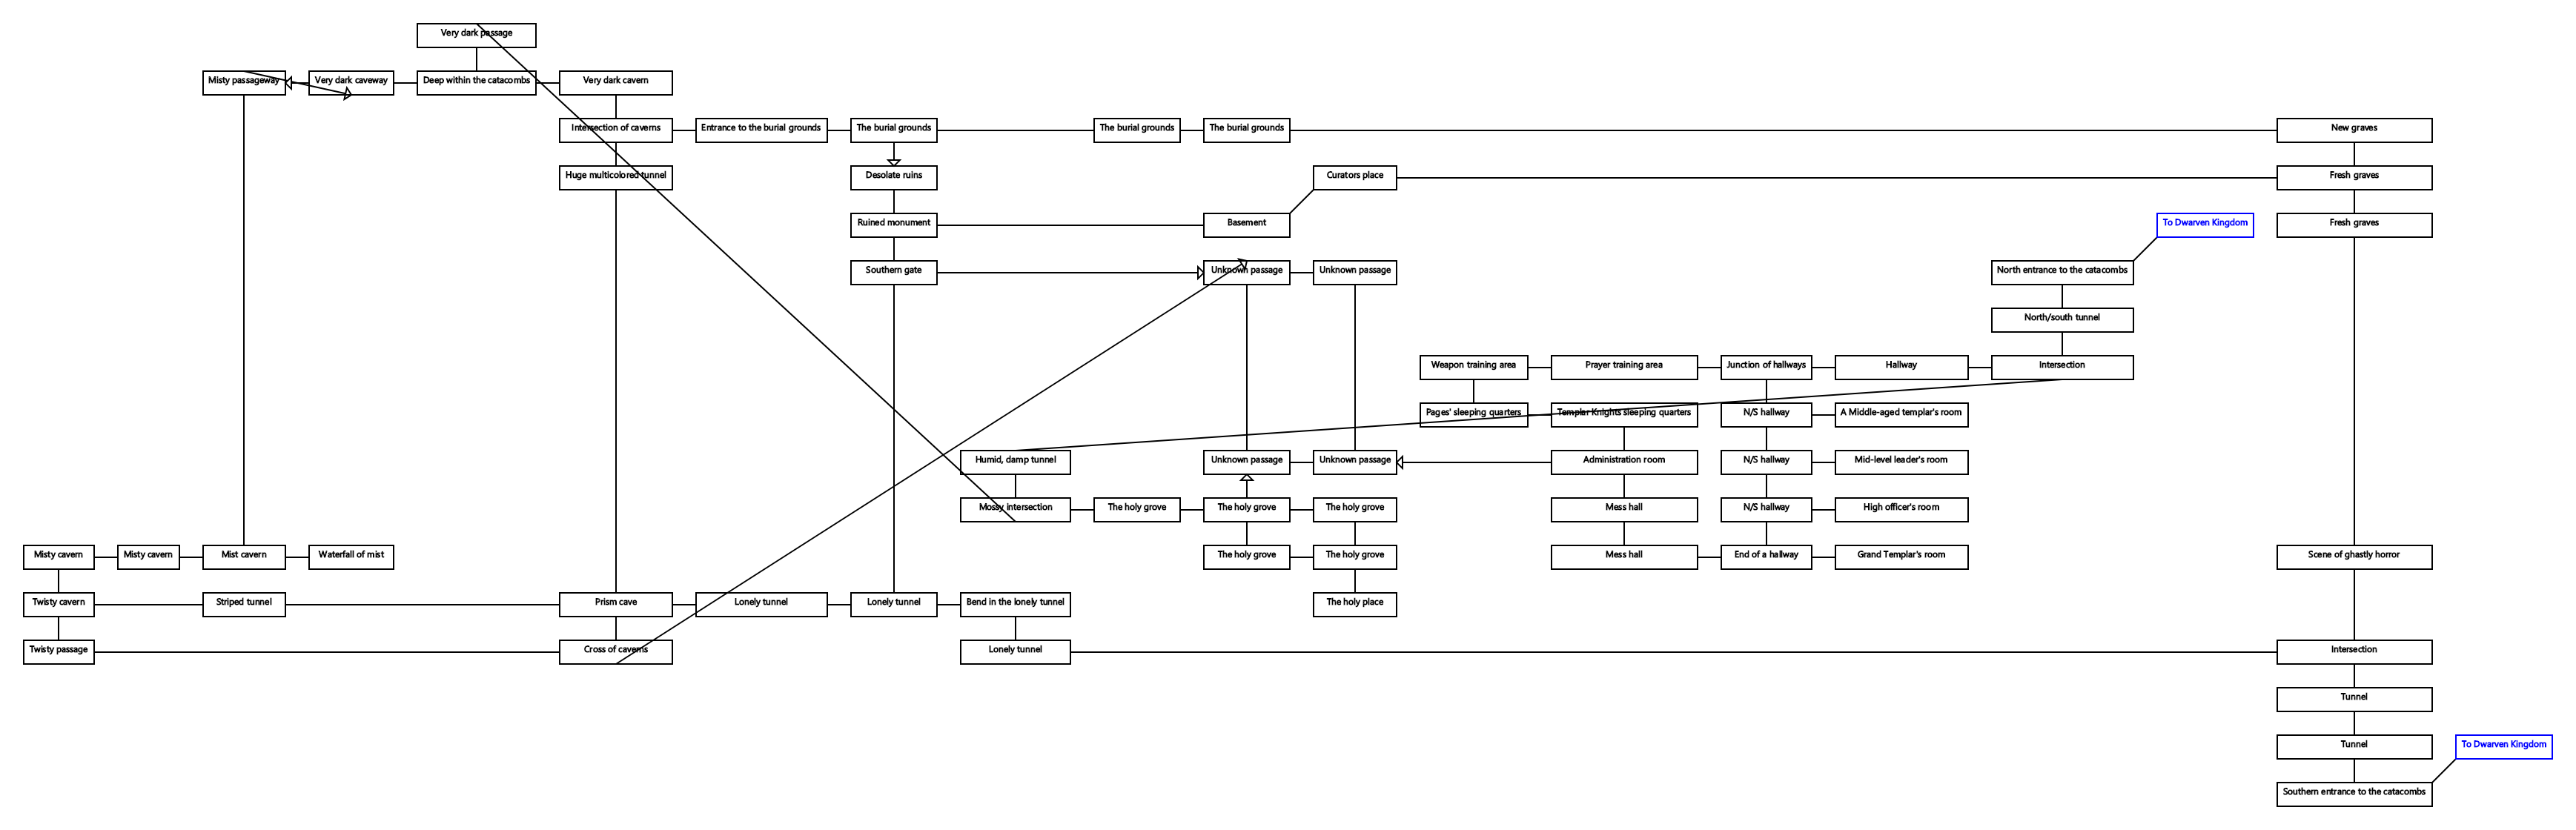 Very dark passage
Misty passageway
Very dark caveway
Deep within the catacombs
Very dark cavern
Intersection of caverns
Entrance to the burial grounds
The burial grounds
The burial grounds
The burial grounds
New graves
Huge multicolored tunnel
Desolate ruins
Curators place
Fresh graves
Ruined monument
Basement
To Dwarven Kingdom
Fresh graves
Southern gate
Unknown passage
Unknown passage
North entrance to the catacombs
North/south tunnel
Weapon training area
Prayer training area
Junction of hallways
Hallway
Intersection
Pages' sleeping quarters
Templar Knights sleeping quarters
N/S hallway
A Middle-aged templar's room
Humid, damp tunnel
Unknown passage
Unknown passage
Administration room
N/S hallway
Mid-level leader's room
Mossy intersection
The holy grove
The holy grove
The holy grove
Mess hall
N/S hallway
High officer's room
Misty cavern
Misty cavern
Mist cavern
Waterfall of mist
The holy grove
The holy grove
Mess hall
End of a hallway
Grand Templar's room
Scene of ghastly horror
Twisty cavern
Striped tunnel
Prism cave
Lonely tunnel
Lonely tunnel
Bend in the lonely tunnel
The holy place
Twisty passage
Cross of caverns
Lonely tunnel
Intersection
Tunnel
Tunnel
To Dwarven Kingdom
Southern entrance to the catacombs